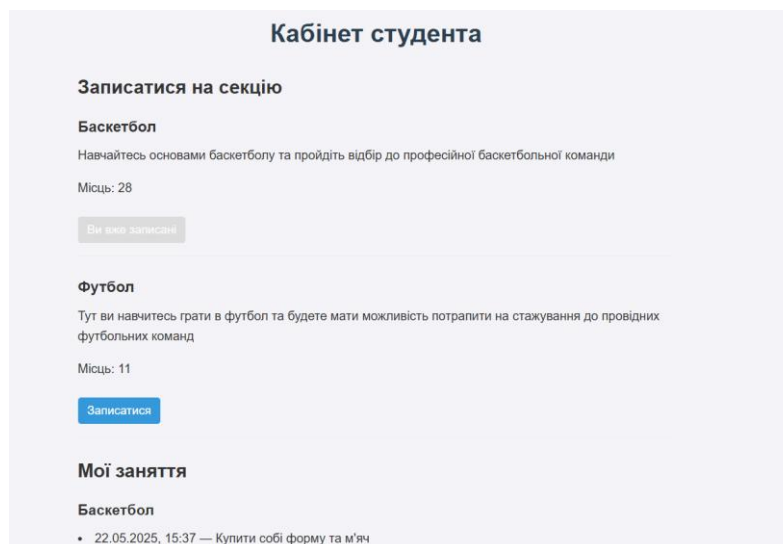 Кабінет студента
Записатися на секцію
Баскетбол
Навчайтесь основами баскетболу та пройдіть відбір до професійної баскетбольної команди
Місць: 28
Ви вже записані
Футбол
Тут ви навчитесь грати в футбол та будете мати можливість потрапити на стажування до провідних
футбольних команд
Місць: 11
Записатися
Мої заняття
Баскетбол
• 22.05.2025, 15:37 — Купити собі форму та м'яч